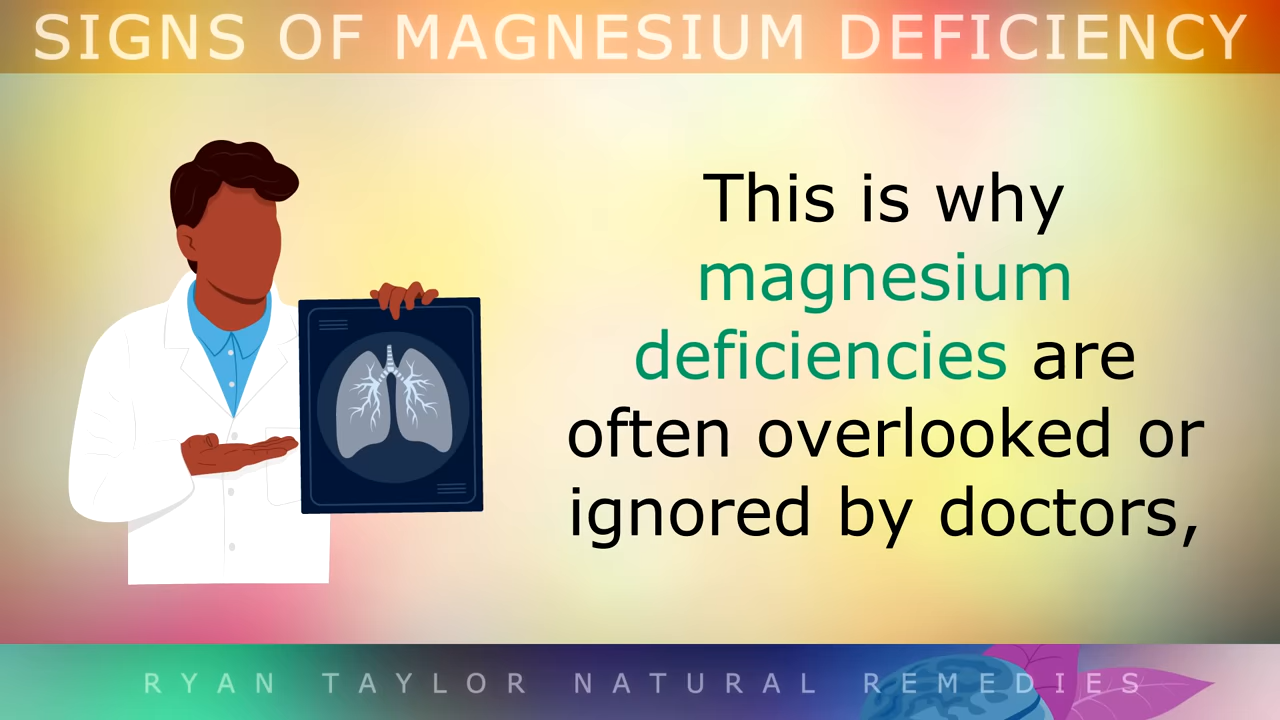 SIGNS OF MAGNESIUM DEFICIENCY
This is why
magnesium
deficiencies are
often overlooked or
ignored by doctors,
RYAN TAYLOR NATURAL REMEDIES